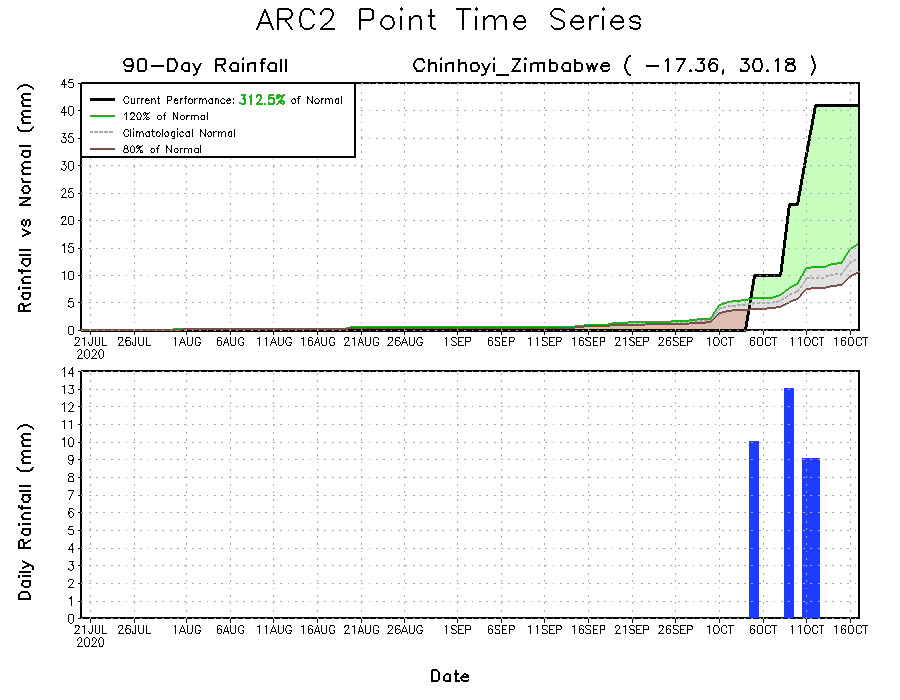 ARC2 Point Time Series
90-Day Rainfall
Chinhoyi_Zimbabwe ( -17.36, 30.18 )
Rainfall vs Normal (mm)
45
40
35
30
25
20
15
10
5
0
Current Performance: 312.5% of Normal
120% of Normal
Climatological Normal
80% of Normal
21JUL 26JUL 1AUG 6AUG 11AUG 16AUG 21AUG 26AUG 1SEP 6SEP 11SEP 16SEP 21SEP 26SEP 1OCT 6OCT 11OCT 16OCT
2020
Daily Rainfall (mm)
14
13
12
11
10
9
8
7
6
5
4
3
2
1
0
21JUL 26JUL 1AUG 6AUG 11AUG 16AUG 21AUG 26AUG 1SEP 6SEP 11SEP 16SEP 21SEP 26SEP 1OCT 6OCT 11OCT 16OCT
2020
Date